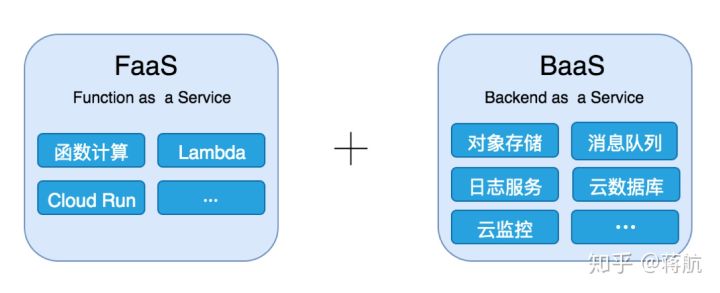 FaaS
Function as a Service
函数计算
Lambda
Cloud Run
...
+
BaaS
Backend as a Service
对象存储
消息队列
日志服务
云数据库
云监控
...
知乎 @蒋航